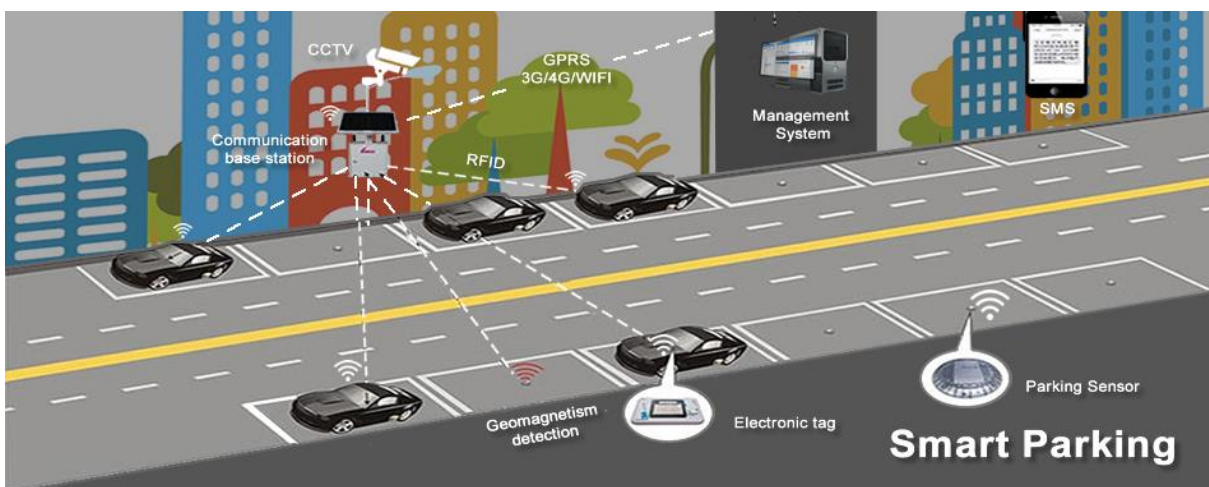 CCTV
GPRS
3G/4G/WIFI
Communication
base station
RFID
Management
System
SMS
Geomagnetism
detection
Electronic tag
Parking Sensor
Smart Parking